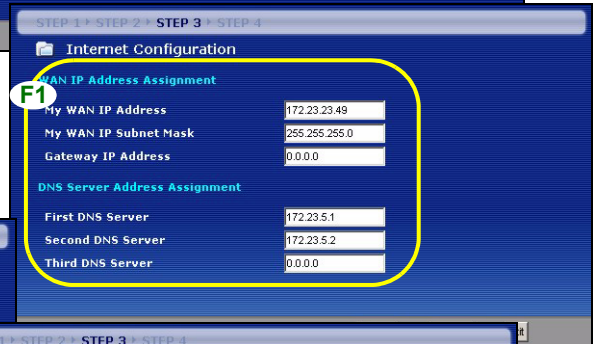 STEP 1 STEP 2 STEP 3 STEP 4
Internet Configuration
WAN IP Address Assignment
F1
My WAN IP Address 172.23.23.49
My WAN IP Subnet Mask 255.255.255.0
Gateway IP Address 0.0.0.0
DNS Server Address Assignment
First DNS Server 172.23.5.1
Second DNS Server 172.23.5.2
Third DNS Server 0.0.0.0
STEP 2 STEP 3 STEP 4